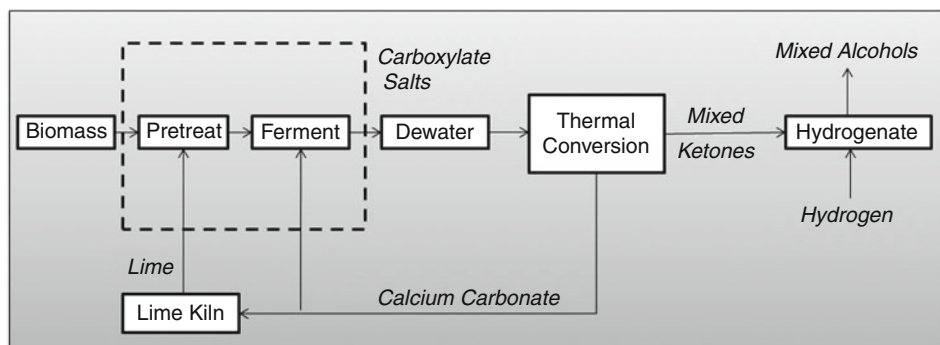 Carboxylate
Salts
Mixed Alcohols
Biomass
Pretreat
Ferment
Dewater
Thermal
Conversion
Mixed
Ketones
Hydrogenate
Hydrogen
Lime
Calcium Carbonate
Lime Kiln